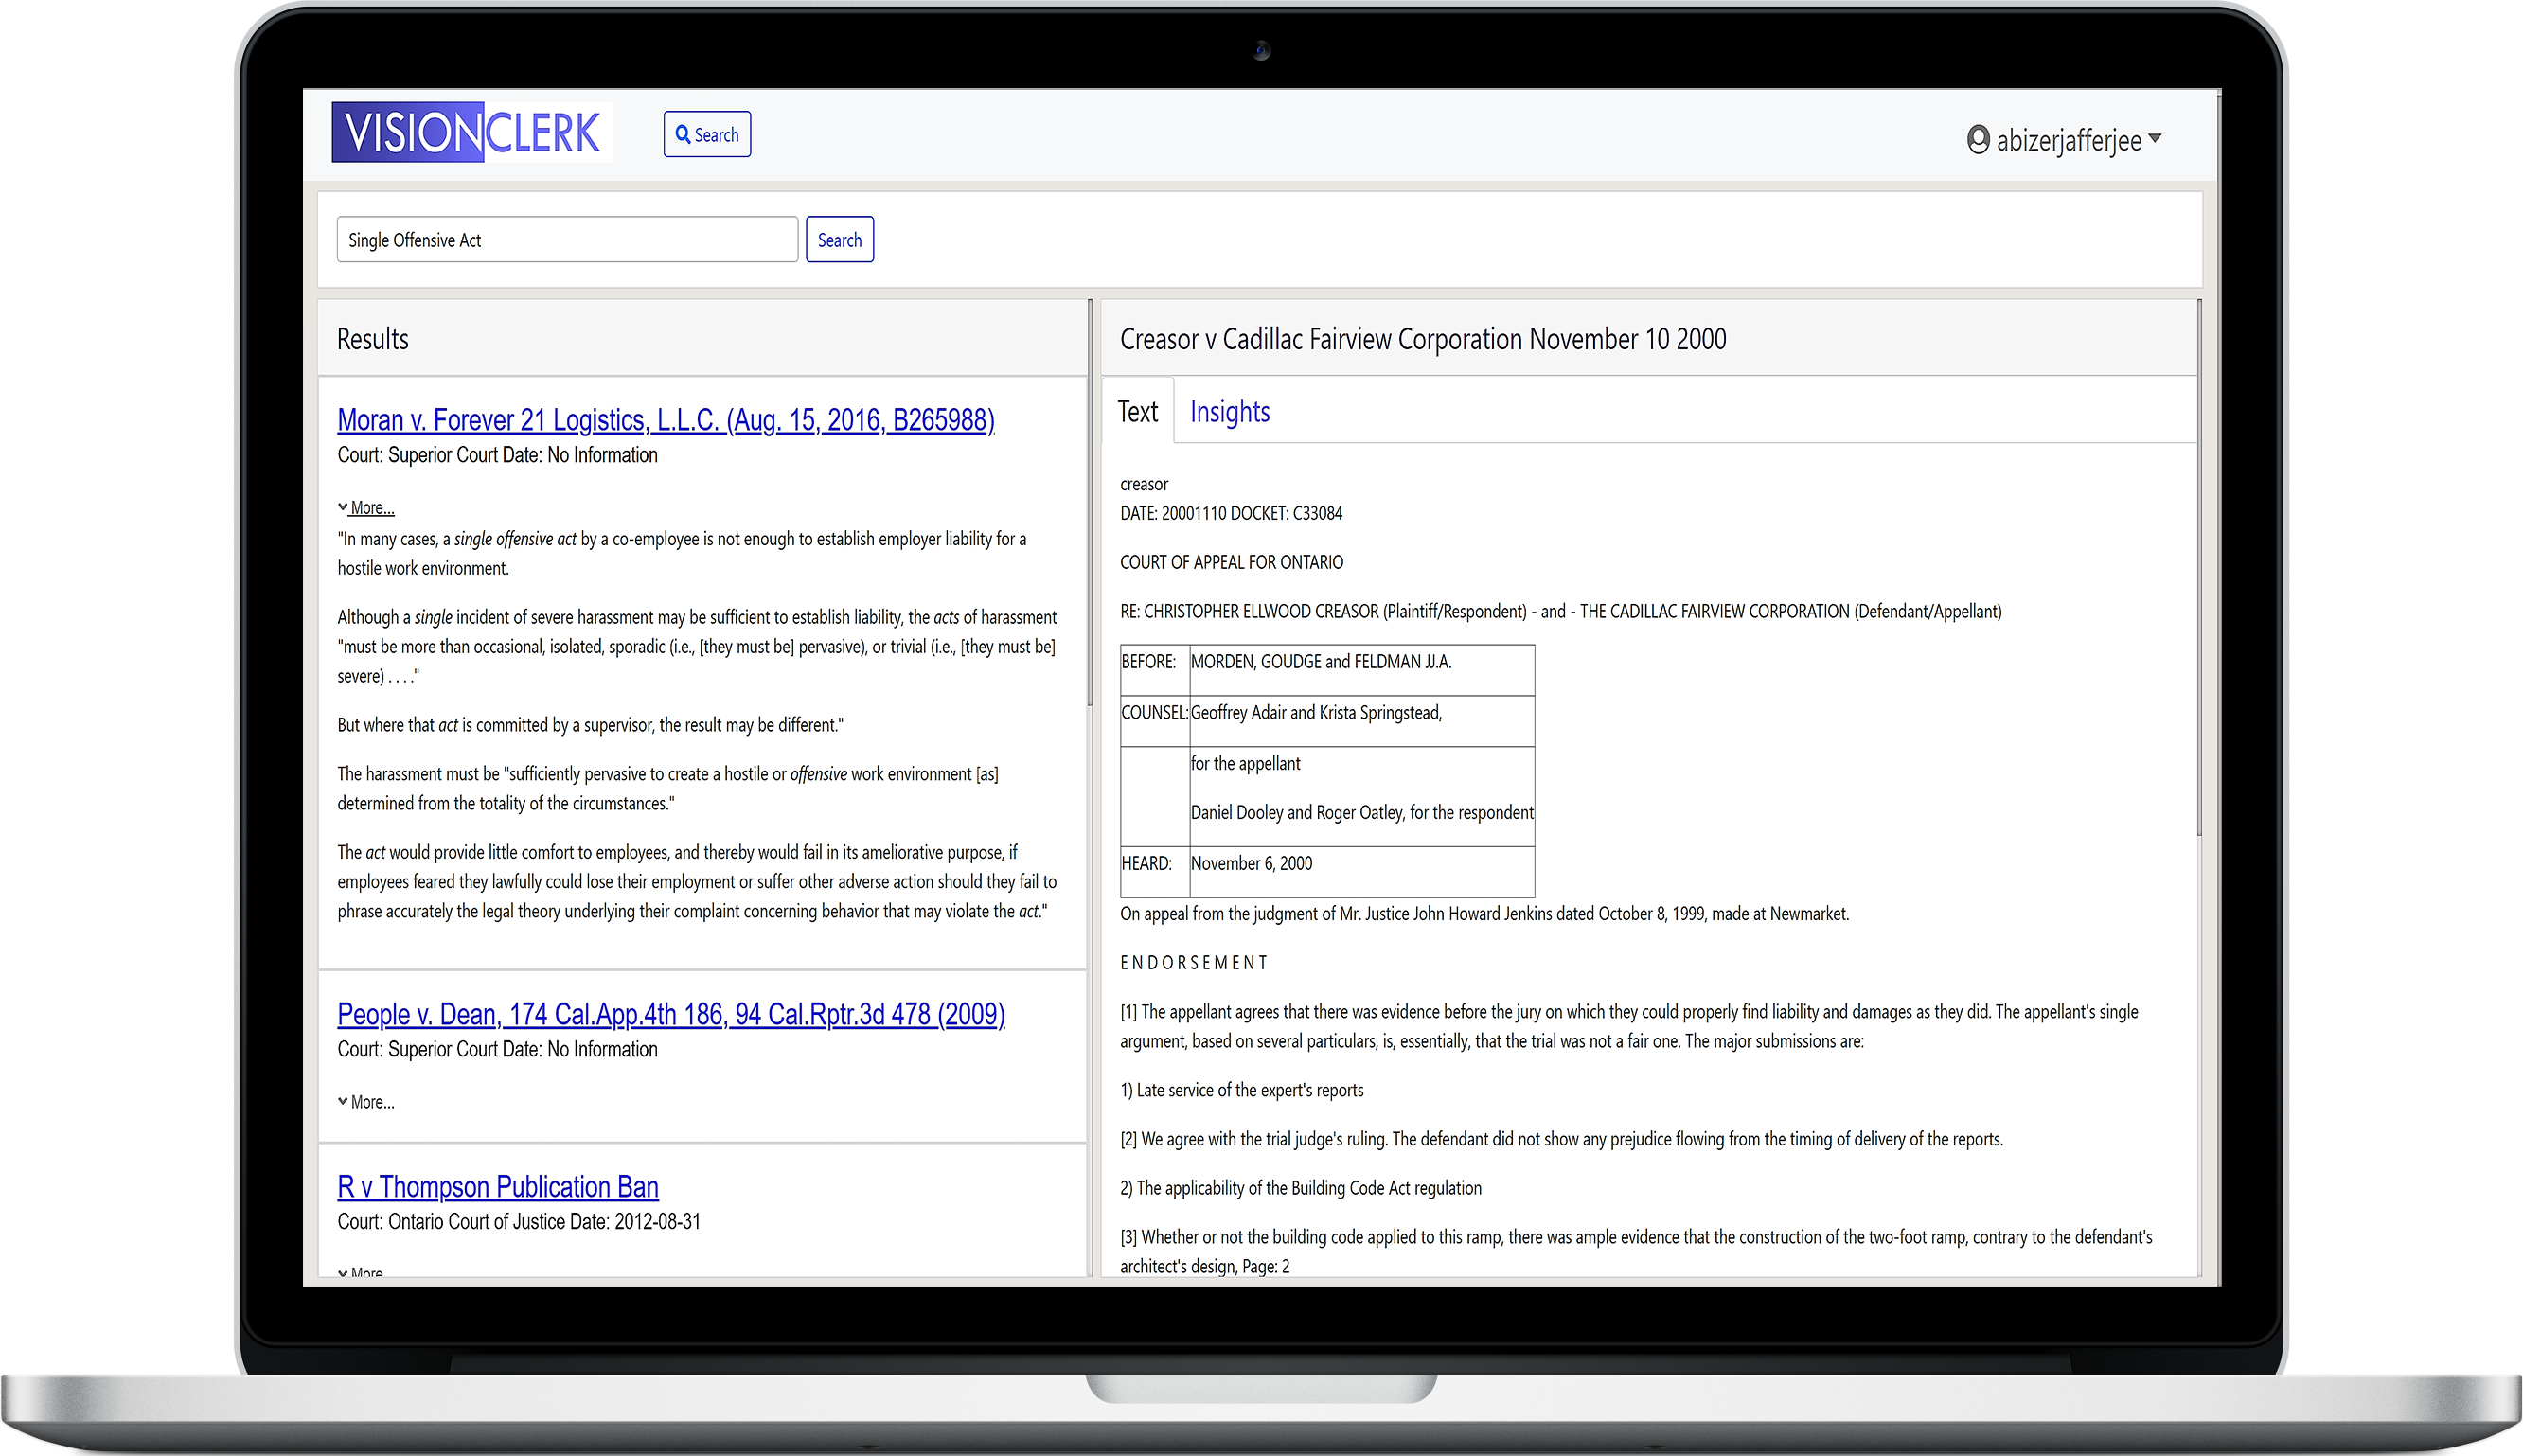 VISIONCLERK
Search
abizerjafferjee
Single Offensive Act
Search
Results
Moran v. Forever 21 Logistics, L.L.C. (Aug. 15, 2016, B265988)
Court: Superior Court Date: No Information
More...
"In many cases, a single offensive act by a co-employee is not enough to establish employer liability for a
hostile work environment.
Although a single incident of severe harassment may be sufficient to establish liability, the acts of harassment
"must be more than occasional, isolated, sporadic (i.e., [they must be] pervasive), or trivial (i.e., [they must be]
severe) . . . ."
But where that act is committed by a supervisor, the result may be different."
The harassment must be "sufficiently pervasive to create a hostile or offensive work environment [as]
determined from the totality of the circumstances."
The act would provide little comfort to employees, and thereby would fail in its ameliorative purpose, if
employees feared they lawfully could lose their employment or suffer other adverse action should they fail to
phrase accurately the legal theory underlying their complaint concerning behavior that may violate the act."
People v. Dean, 174 Cal.App.4th 186, 94 Cal.Rptr.3d 478 (2009)
Court: Superior Court Date: No Information
More...
R v Thompson Publication Ban
Court: Ontario Court of Justice Date: 2012-08-31
More
Creasor v Cadillac Fairview Corporation November 10 2000
Text Insights
creasor
DATE: 20001110 DOCKET: C33084
COURT OF APPEAL FOR ONTARIO
RE: CHRISTOPHER ELLWOOD CREASOR (Plaintiff/Respondent) - and - THE CADILLAC FAIRVIEW CORPORATION (Defendant/Appellant)
BEFORE: MORDEN, GOUDGE and FELDMAN JJ.A.
COUNSEL: Geoffrey Adair and Krista Springstead,
for the appellant
Daniel Dooley and Roger Oatley, for the respondent
HEARD: November 6, 2000
On appeal from the judgment of Mr. Justice John Howard Jenkins dated October 8, 1999, made at Newmarket.
E N D O R S E M E N T
[1] The appellant agrees that there was evidence before the jury on which they could properly find liability and damages as they did. The appellant's single
argument, based on several particulars, is, essentially, that the trial was not a fair one. The major submissions are:
1) Late service of the expert's reports
[2] We agree with the trial judge's ruling. The defendant did not show any prejudice flowing from the timing of delivery of the reports.
2) The applicability of the Building Code Act regulation
[3] Whether or not the building code applied to this ramp, there was ample evidence that the construction of the two-foot ramp, contrary to the defendant's
architect's design, Page: 2